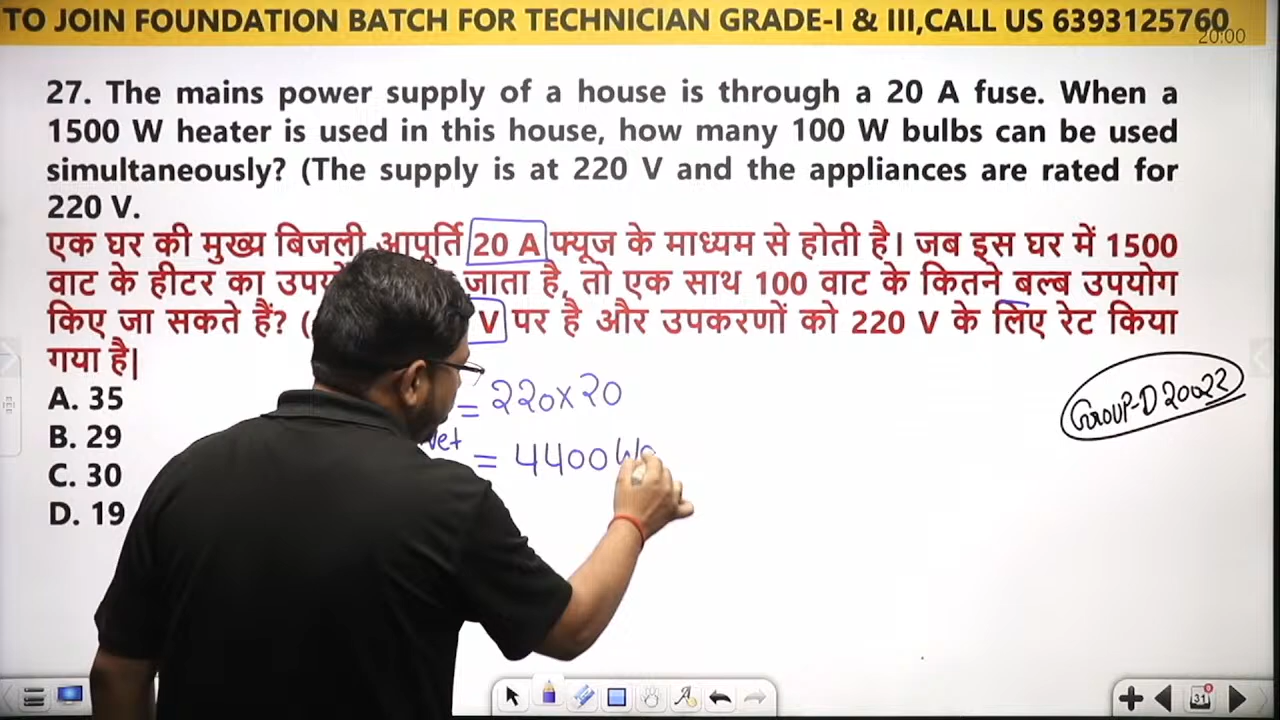 TO JOIN FOUNDATION BATCH FOR TECHNICIAN GRADE-I & III,CALL US 6393125760
20:00
27. The mains power supply of a house is through a 20 A fuse. When a
1500 W heater is used in this house, how many 100 W bulbs can be used
simultaneously? (The supply is at 220 V and the appliances are rated for
220 V.
एक घर की मुख्य बिजली आपूर्ति 20 A फ्यूज के माध्यम से होती है। जब इस घर में 1500
वाट के हीटर का जाता है, तो एक साथ 100 वाट के कितने बल्ब उपयोग
किए जा सकते हैं? ( V पर है और उपकरणों को 220 V के लिए रेट किया
गया है|
A. 35
= 220x20
GROUP-D 20022
B. 29
net
= 4400 W
C. 30
D. 19
31